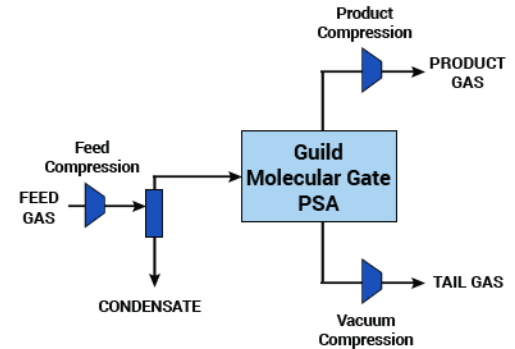 Product
Compression
PRODUCT
GAS
Feed
Compression
FEED
GAS
Guild
Molecular Gate
PSA
CONDENSATE
TAIL GAS
Vacuum
Compression